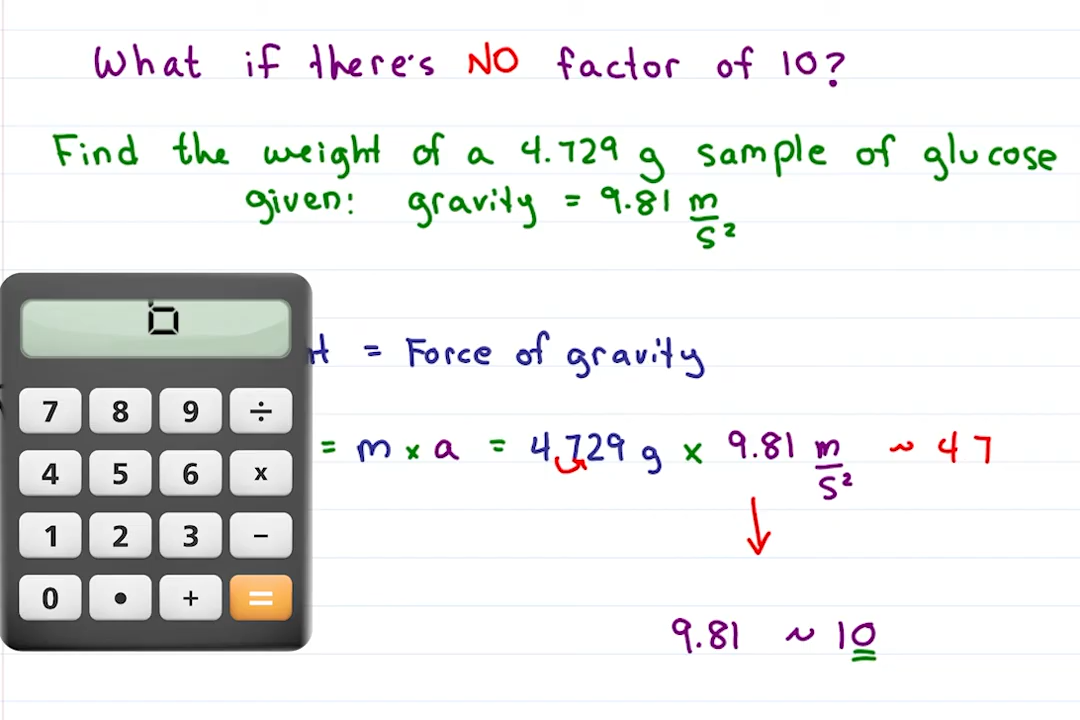 What if there's NO factor of 10?
Find the weight of a 4.729 g sample of glucose
given: gravity = 9.81 m/s²
ht = Force of gravity
= m × a = 4.729 g × 9.81 m/s² ~ 47
9.81 ~ 10
7 8 9 ÷
4 5 6 x
1 2 3 −
0 • + =